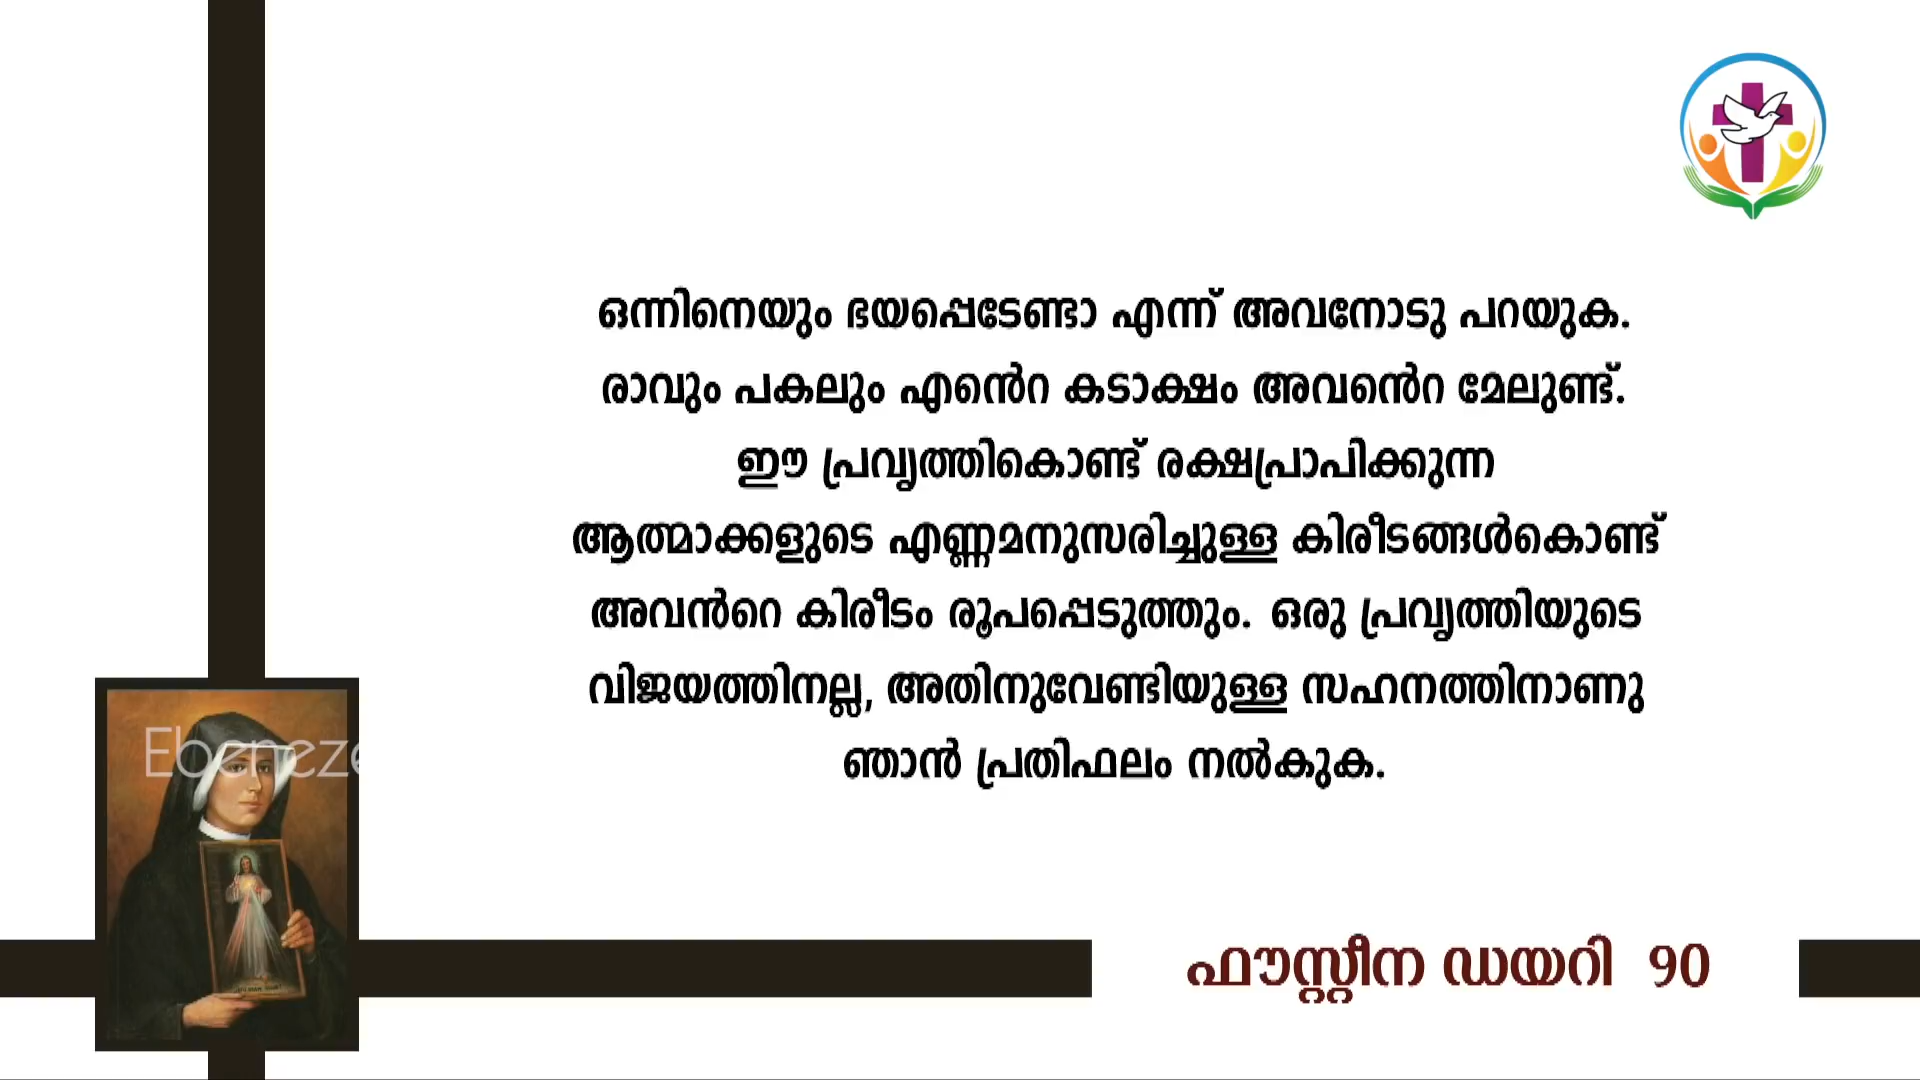 ഒന്നിനെയും ഭയപ്പെടേണ്ടാ എന്ന് അവനോടു പറയുക.
രാവും പകലും എൻെറ കടാക്ഷം അവൻെറ മേലുണ്ട്.
ഈ പ്രവൃത്തികൊണ്ട് രക്ഷപ്രാപിക്കുന്ന
ആത്മാക്കളുടെ എണ്ണമനുസരിച്ചുള്ള കിരീടങ്ങൾകൊണ്ട്
അവൻറെ കിരീടം രൂപപ്പെടുത്തും. ഒരു പ്രവൃത്തിയുടെ
വിജയത്തിനല്ല, അതിനുവേണ്ടിയുള്ള സഹനത്തിനാണു
ഞാൻ പ്രതിഫലം നൽകുക.
Ebeneze
ഫൗസ്റ്റീന ഡയറി 90